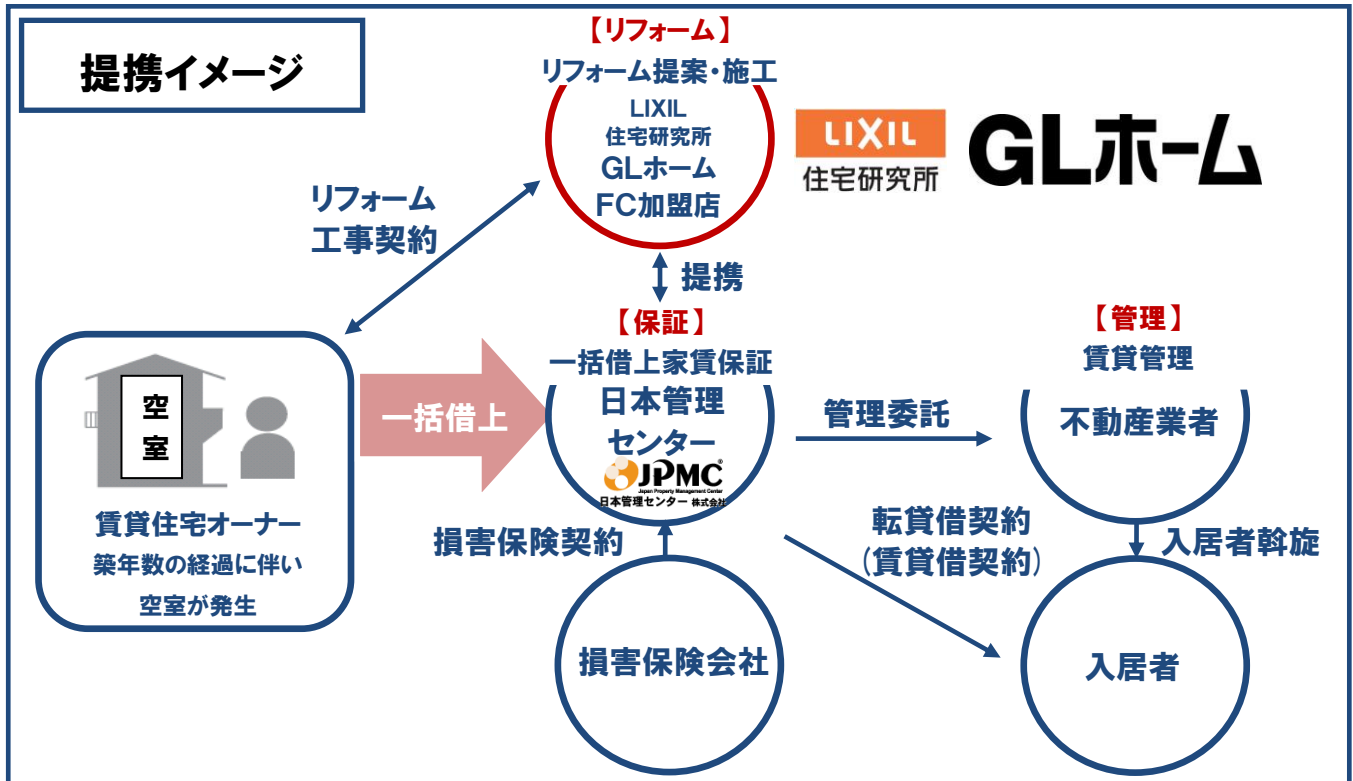 提携イメージ
【リフォーム】
リフォーム提案・施工
LIXIL
住宅研究所
GLホーム
FC加盟店
LIXIL
住宅研究所
GLホーム
リフォーム
工事契約
提携
【保証】
一括借上家賃保証
日本管理
センター
JPMC®
Japan Property Management Center
日本管理センター 株式会社
【管理】
賃貸管理
不動産業者
空
室
賃貸住宅オーナー
築年数の経過に伴い
空室が発生
一括借上
管理委託
損害保険契約
転貸借契約
(賃貸借契約)
入居者斡旋
損害保険会社
入居者